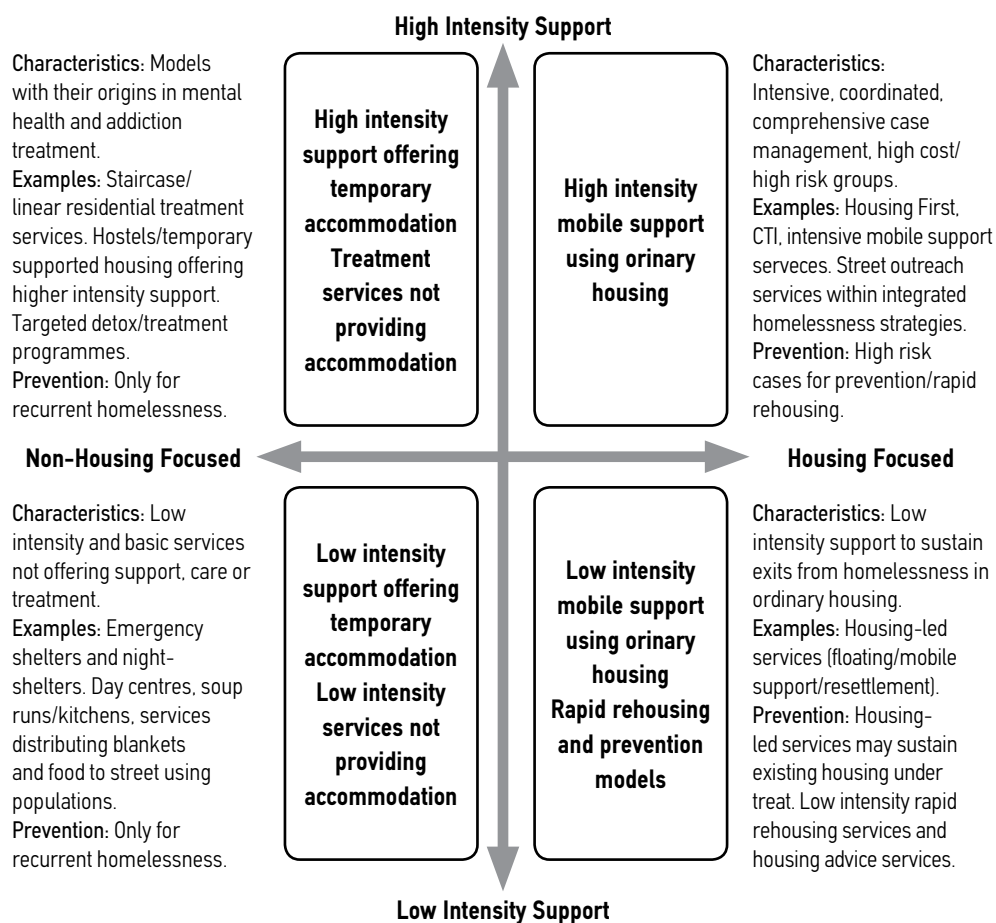 High Intensity Support
Characteristics: Models
with their origins in mental
health and addiction
treatment.
Examples: Staircase/
linear residential treatment
services. Hostels/temporary
supported housing offering
higher intensity support.
Targeted detox/treatment
programmes.
Prevention: Only for
recurrent homelessness.
High intensity
support offering
temporary
accommodation
Treatment
services not
providing
accommodation
High intensity
mobile support
using orinary
housing
Characteristics:
Intensive, coordinated,
comprehensive case
management, high cost/
high risk groups.
Examples: Housing First,
CTI, intensive mobile support
serveces. Street outreach
services within integrated
homelessness strategies.
Prevention: High risk
cases for prevention/rapid
rehousing.
Non-Housing Focused
Housing Focused
Characteristics: Low
intensity and basic services
not offering support, care or
treatment.
Examples: Emergency
shelters and night-
shelters. Day centres, soup
runs/kitchens, services
distributing blankets
and food to street using
populations.
Prevention: Only for
recurrent homelessness.
Low intensity
support offering
temporary
accommodation
Low intensity
services not
providing
accommodation
Low intensity
mobile support
using orinary
housing
Rapid rehousing
and prevention
models
Characteristics: Low
intensity support to sustain
exits from homelessness in
ordinary housing.
Examples: Housing-led
services (floating/mobile
support/resettlement).
Prevention: Housing-
led services may sustain
existing housing under
treat. Low intensity rapid
rehousing services and
housing advice services.
Low Intensity Support